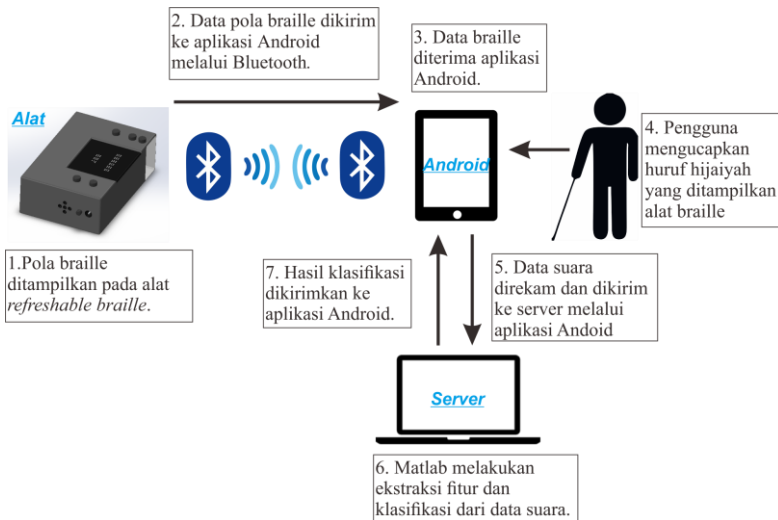 2. Data pola braille dikirim
ke aplikasi Android
melalui Bluetooth.
3. Data braille
diterima aplikasi
Android.
Alat
Android
4. Pengguna
mengucapkan
huruf hijaiyah
yang ditampilkan
alat braille
1.Pola braille
ditampilkan pada alat
refreshable braille.
7. Hasil klasifikasi
dikirimkan ke
aplikasi Android.
5. Data suara
direkam dan dikirim
ke server melalui
aplikasi Andoid
Server
6. Matlab melakukan
ekstraksi fitur dan
klasifikasi dari data suara.